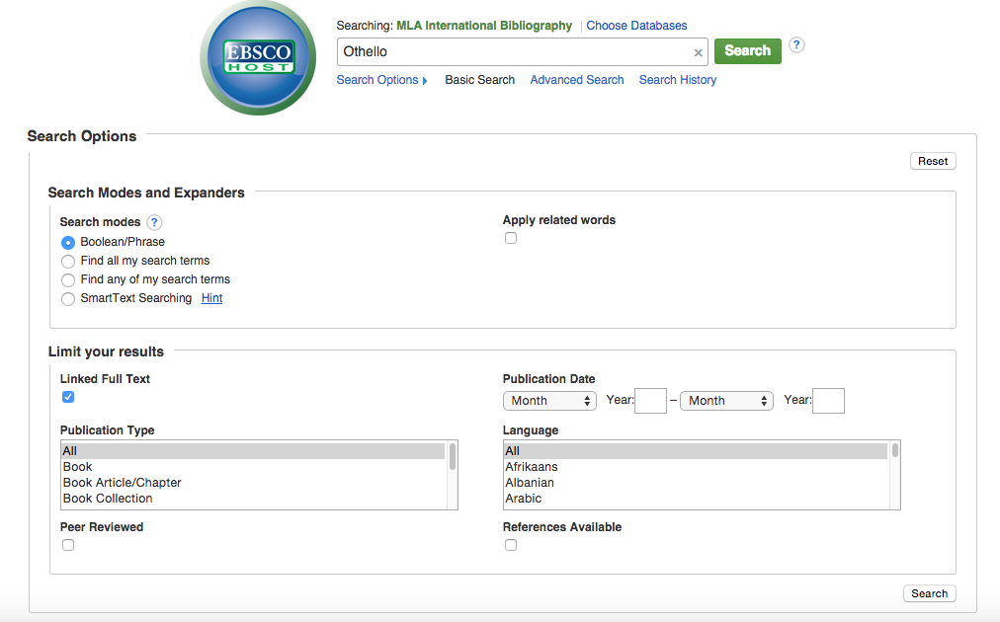 Searching: MLA International Bibliography Choose Databases
EBSCO
HOST
Othello × Search ?
Search Options Basic Search Advanced Search Search History
Search Options
Reset
Search Modes and Expanders
Search modes ? Apply related words
Boolean/Phrase
Find all my search terms
Find any of my search terms
SmartText Searching Hint
Limit your results
Linked Full Text Publication Date
Month Year: – Month Year:
Publication Type Language
All All
Book Afrikaans
Book Article/Chapter Albanian
Book Collection Arabic
Peer Reviewed References Available
Search